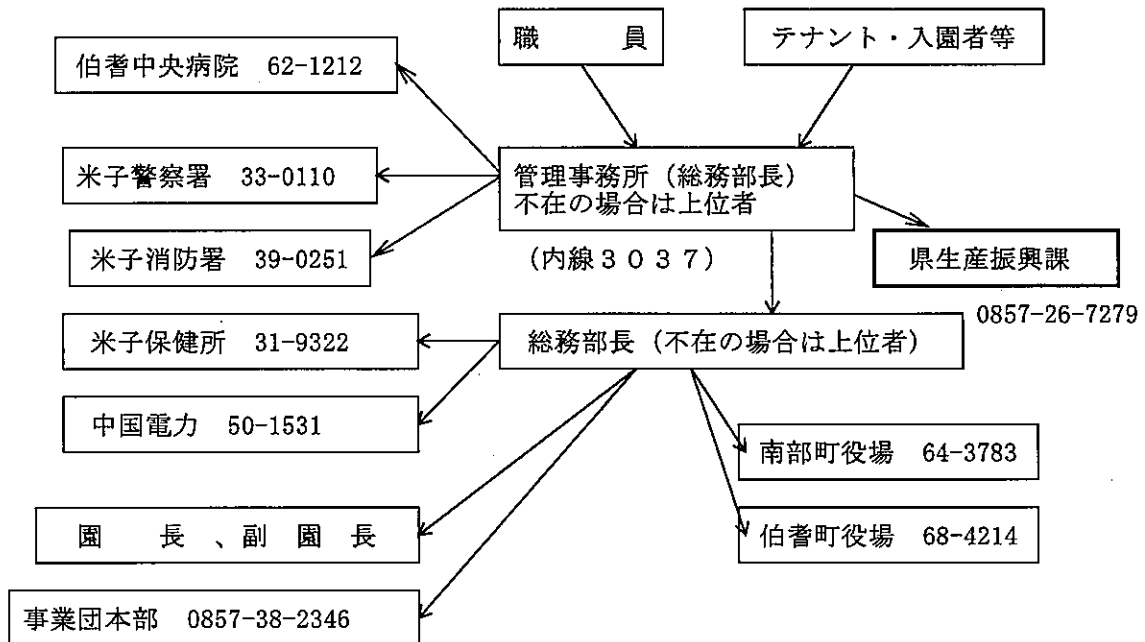 職　　員
テナント・入園者等
伯耆中央病院　62-1212
米子警察署　33-0110
管理事務所（総務部長）
不在の場合は上位者
米子消防署　39-0251
（内線３０３７）
県生産振興課
0857-26-7279
米子保健所　31-9322
総務部長（不在の場合は上位者）
中国電力　50-1531
南部町役場　64-3783
園　　長　、副　園　長
伯耆町役場　68-4214
事業団本部　0857-38-2346